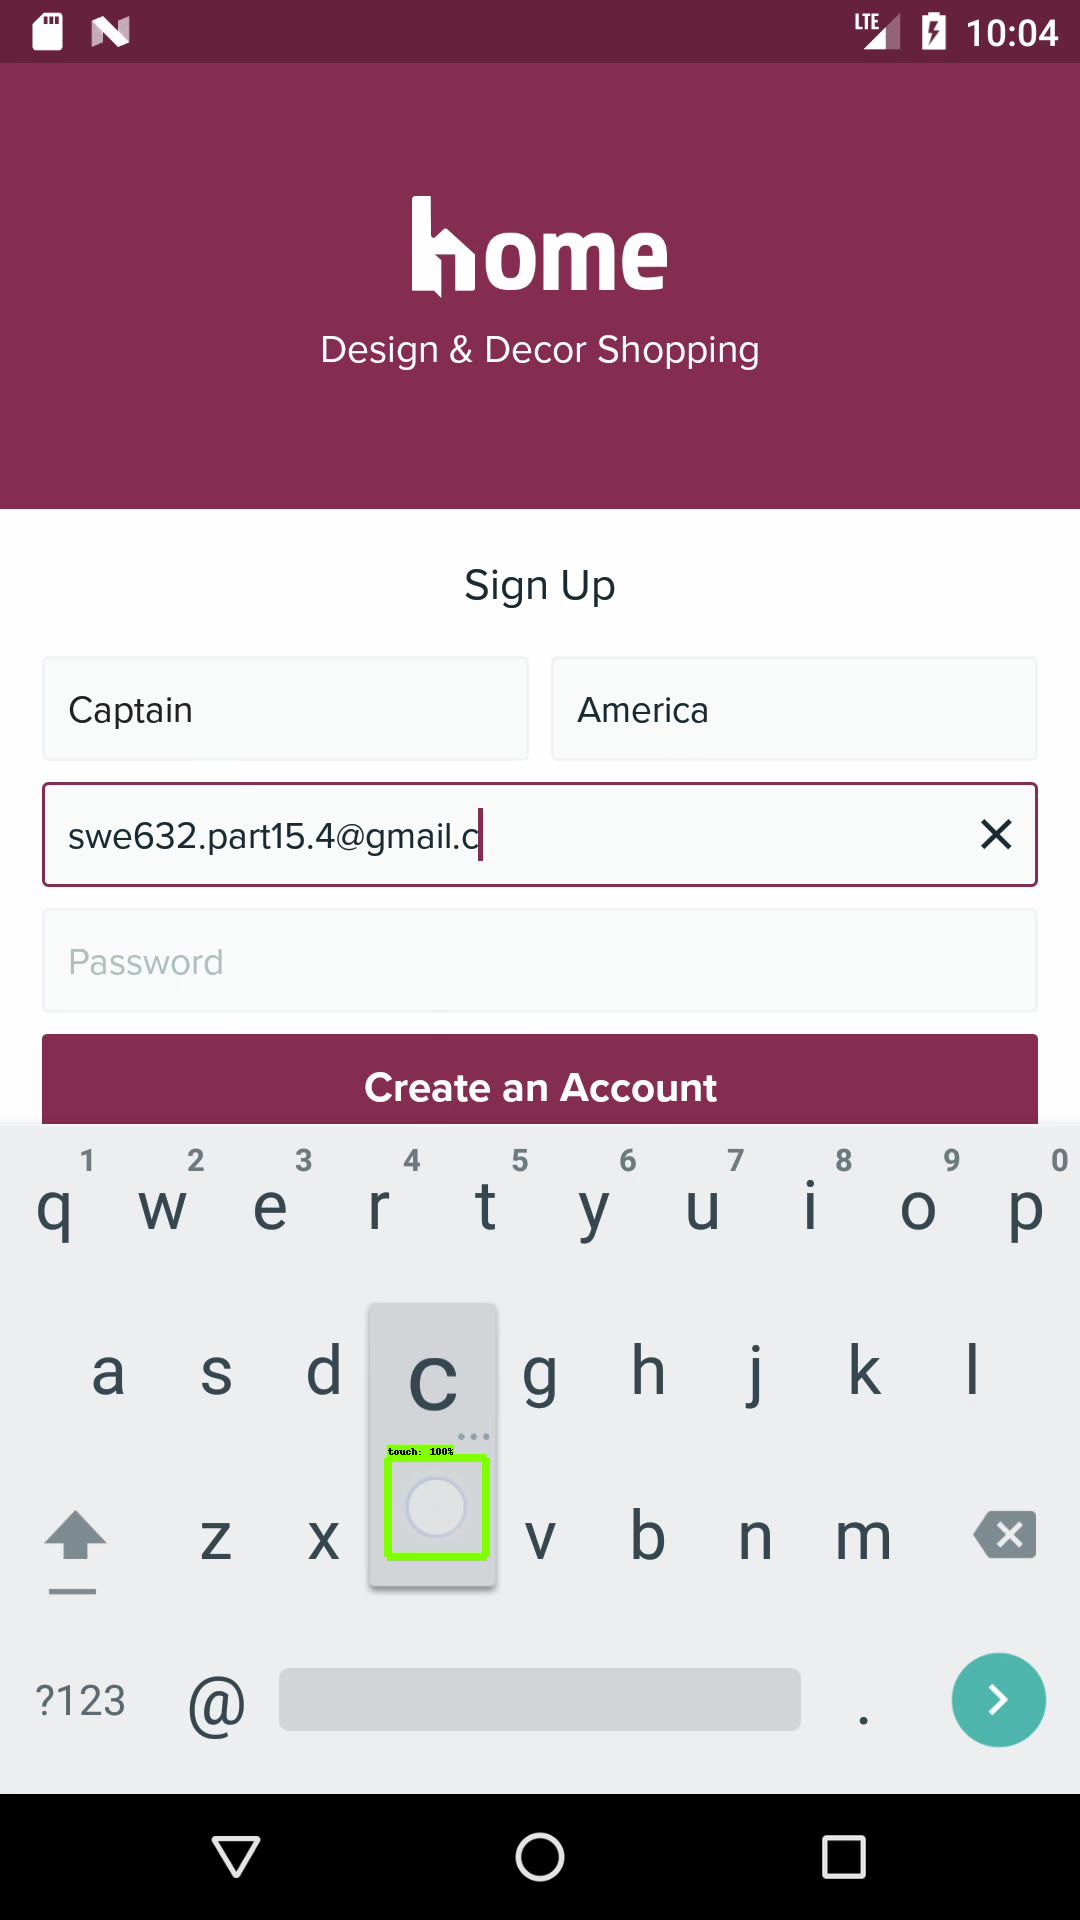 LTE 10:04
home
Design & Decor Shopping
Sign Up
Captain America
swe632.part15.4@gmail.c
Password
Create an Account
1 2 3 4 5 6 7 8 9 0
q w e r t y u i o p
a s d c g h j k l
touch: 100%
z x v b n m
?123 @ .